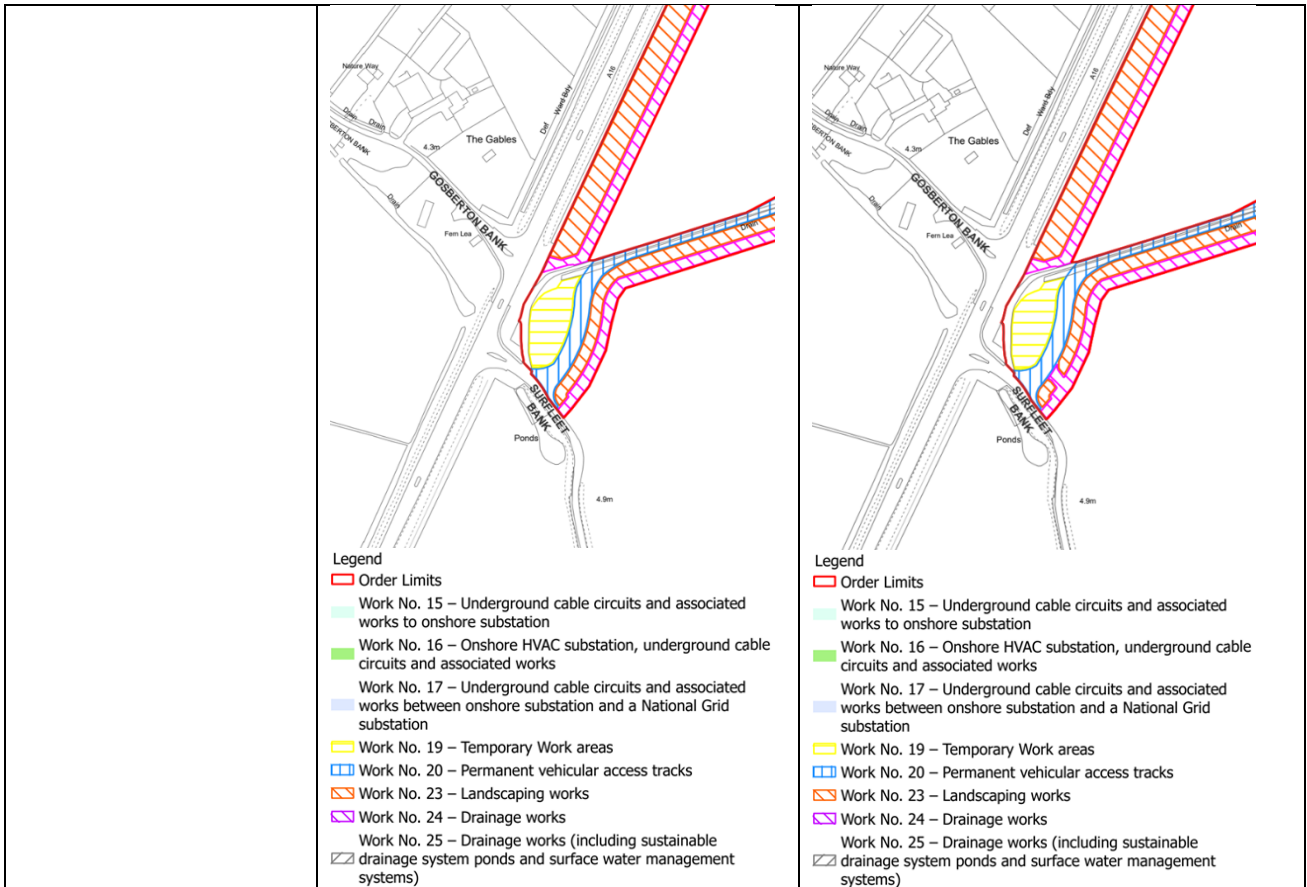 Nature Way
A16
Def
Ward Bdy
Drain
Drain
The Gables
4.3m
GOSBERTON BANK
Drain
GOSBERTON BANK
Fern Lea
Drain
SURFLEET
BANK
Ponds
4.9m
Legend
Order Limits
Work No. 15 – Underground cable circuits and associated
works to onshore substation
Work No. 16 – Onshore HVAC substation, underground cable
circuits and associated works
Work No. 17 – Underground cable circuits and associated
works between onshore substation and a National Grid
substation
Work No. 19 – Temporary Work areas
Work No. 20 – Permanent vehicular access tracks
Work No. 23 – Landscaping works
Work No. 24 – Drainage works
Work No. 25 – Drainage works (including sustainable
drainage system ponds and surface water management
systems)
Nature Way
A16
Def
Ward Bdy
Drain
Drain
The Gables
4.3m
BERTON BANK
Drain
GOSBERTON BANK
Fern Lea
Drain
SURFLEET
BANK
Ponds
4.9m
Legend
Order Limits
Work No. 15 – Underground cable circuits and associated
works to onshore substation
Work No. 16 – Onshore HVAC substation, underground cable
circuits and associated works
Work No. 17 – Underground cable circuits and associated
works between onshore substation and a National Grid
substation
Work No. 19 – Temporary Work areas
Work No. 20 – Permanent vehicular access tracks
Work No. 23 – Landscaping works
Work No. 24 – Drainage works
Work No. 25 – Drainage works (including sustainable
drainage system ponds and surface water management
systems)